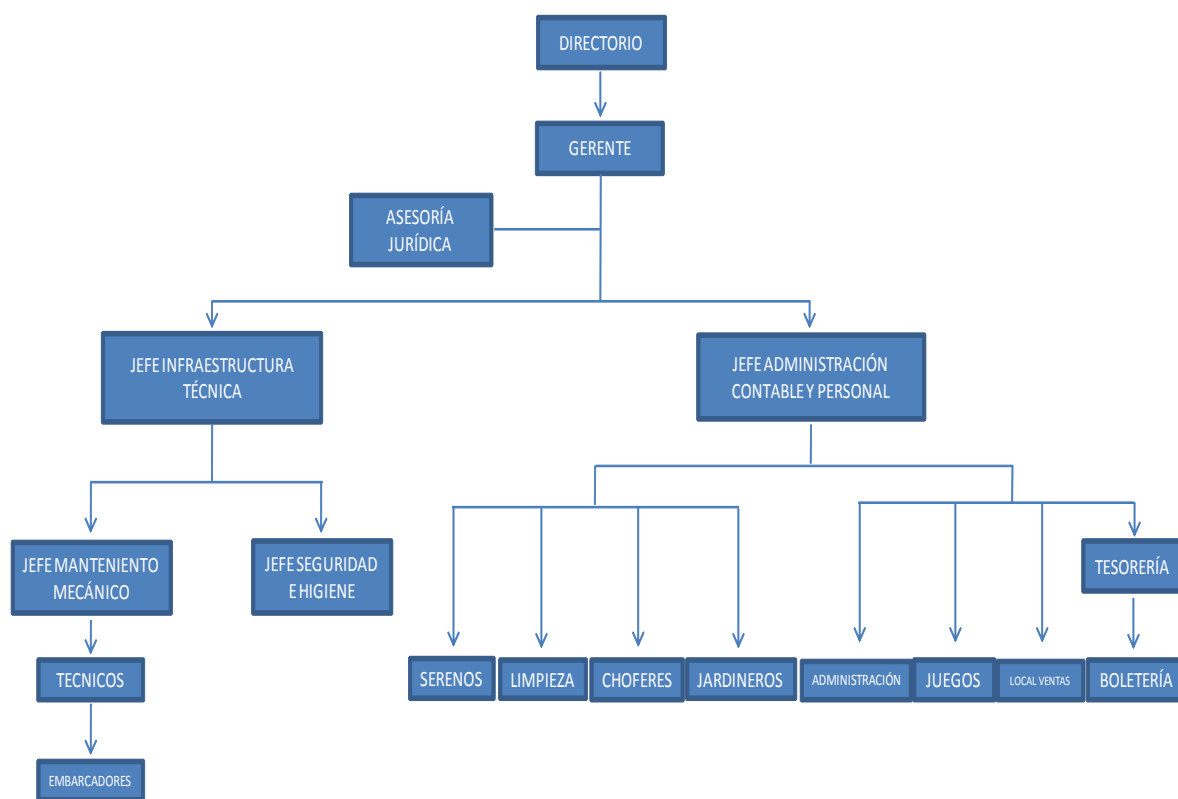 DIRECTORIO
GERENTE
ASESORÍA
JURÍDICA
JEFE INFRAESTRUCTURA
TÉCNICA
JEFE ADMINISTRACIÓN
CONTABLE Y PERSONAL
JEFE MANTENIENTO
MECÁNICO
JEFE SEGURIDAD
E HIGIENE
TESORERÍA
TECNICOS
SERENOS
LIMPIEZA
CHOFERES
JARDINEROS
ADMINISTRACIÓN
JUEGOS
LOCAL VENTAS
BOLETERÍA
EMBARCADORES